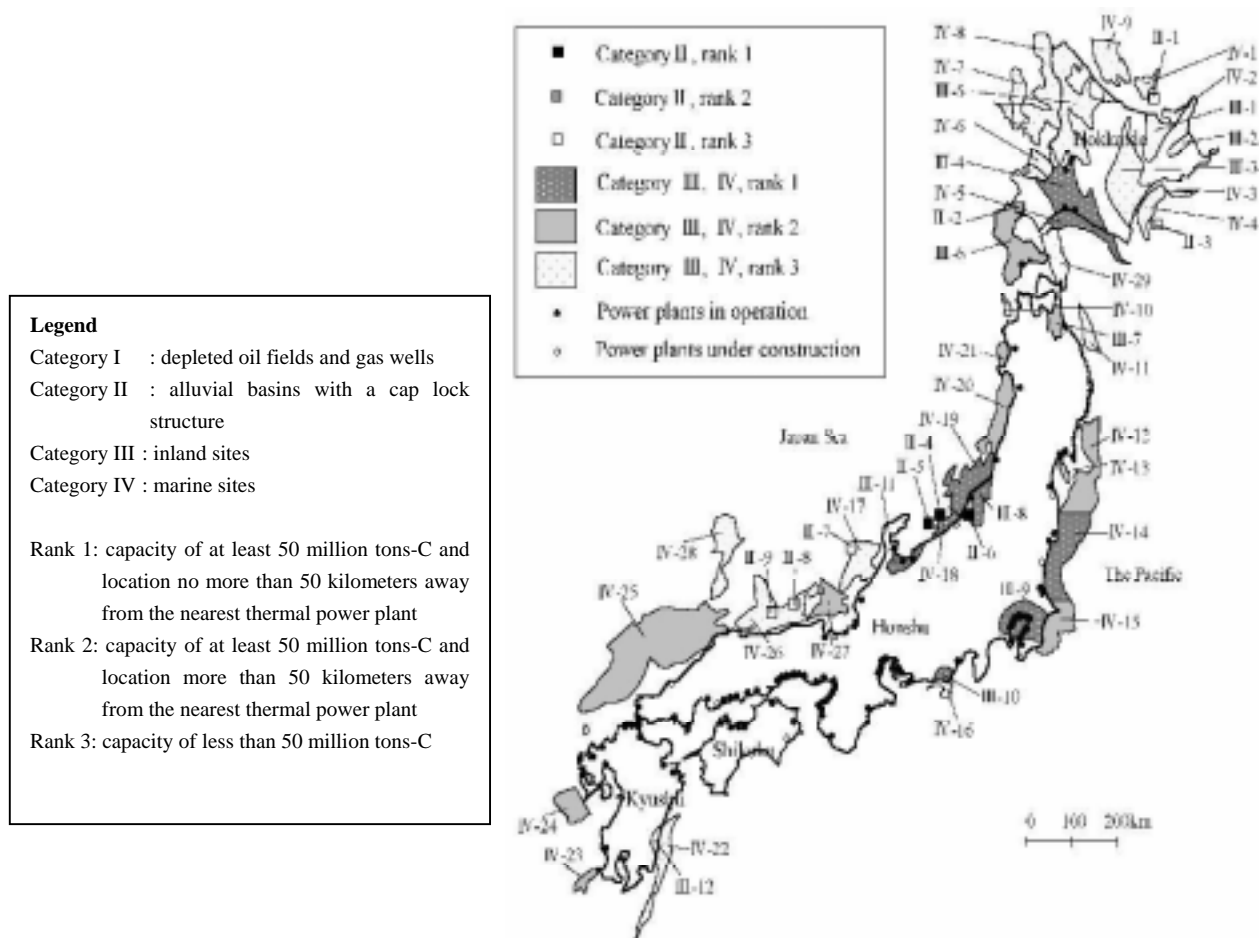 Category II, rank 1
Category II, rank 2
Category II, rank 3
Category III, IV, rank 1
Category III, IV, rank 2
Category III, IV, rank 3
Power plants in operation
Power plants under construction
Legend
Category I : depleted oil fields and gas wells
Category II : alluvial basins with a cap lock
structure
Category III : inland sites
Category IV : marine sites
Rank 1: capacity of at least 50 million tons-C and
location no more than 50 kilometers away
from the nearest thermal power plant
Rank 2: capacity of at least 50 million tons-C and
location more than 50 kilometers away
from the nearest thermal power plant
Rank 3: capacity of less than 50 million tons-C
IV-8
IV-9
II-1
IV-1
IV-7
IV-2
III-5
III-1
IV-6
Hokkaido
III-2
III-3
IV-5
IV-3
II-2
IV-4
III-6
II-3
IV-29
IV-10
III-7
IV-21
IV-11
IV-20
IV-19
Japan Sea
II-4
II-5
IV-12
III-11
IV-13
IV-17
III-8
IV-14
IV-28
II-9
II-8
II-6
IV-18
The Pacific
IV-25
III-9
IV-15
Honshu
IV-26
IV-27
III-10
IV-16
Shikoku
Kyushu
IV-24
0 100 200km
IV-23
IV-22
III-12